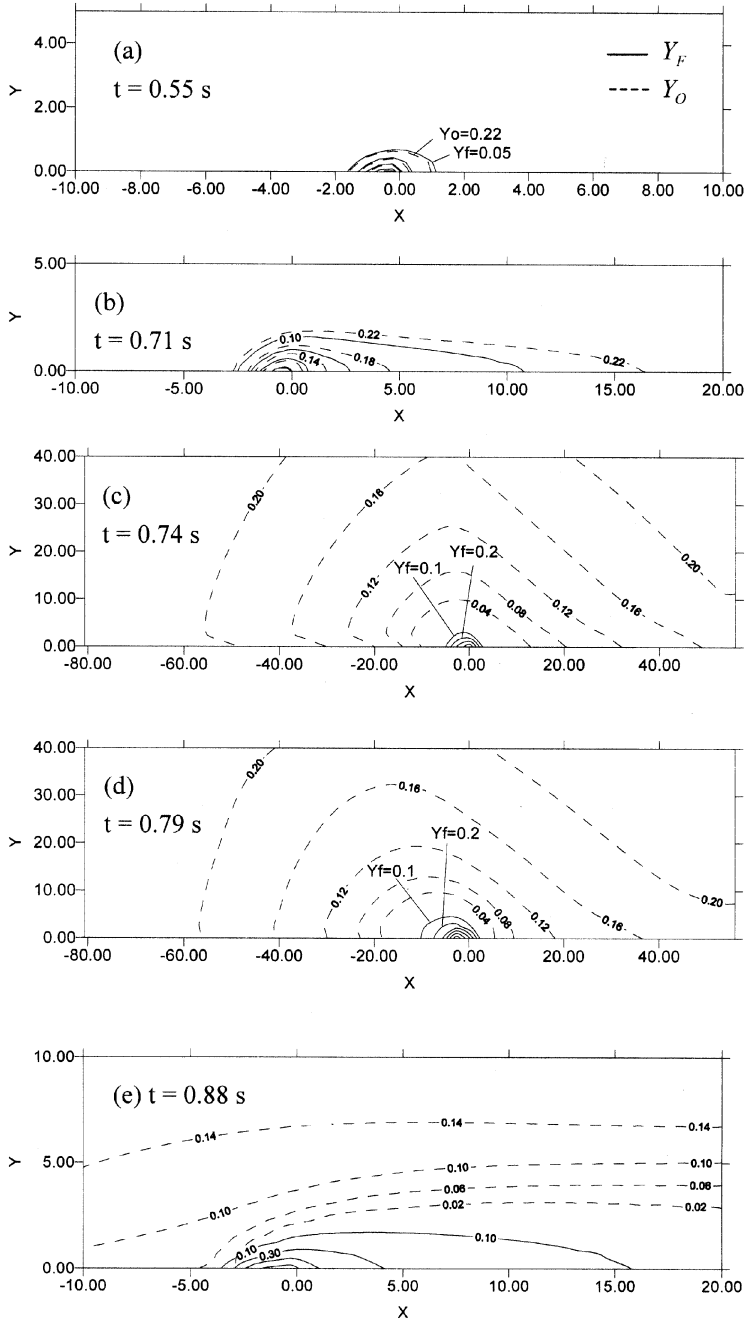 (a)
t = 0.55 s
Y_F
Y_O
Yo=0.22
Yf=0.05
4.00
2.00
0.00
Y
-10.00 -8.00 -6.00 -4.00 -2.00 0.00 2.00 4.00 6.00 8.00 10.00
X
(b)
t = 0.71 s
5.00
0.00
Y
0.10 0.22
0.14 0.18 0.22
-10.00 -5.00 0.00 5.00 10.00 15.00 20.00
X
(c)
t = 0.74 s
40.00
30.00
20.00
10.00
0.00
Y
0.20 0.16
0.20
Yf=0.2
Yf=0.1
0.12 0.04 0.08 0.12 0.16
-80.00 -60.00 -40.00 -20.00 0.00 20.00 40.00
X
(d)
t = 0.79 s
40.00
30.00
20.00
10.00
0.00
Y
0.20
0.16
Yf=0.2
Yf=0.1
0.12 0.04 0.08 0.12 0.16 0.20
-80.00 -60.00 -40.00 -20.00 0.00 20.00 40.00
X
(e) t = 0.88 s
10.00
5.00
0.00
Y
0.14 0.14 0.14
0.10 0.10 0.10
0.06 0.06
0.02 0.02
0.10 0.30 0.10
-10.00 -5.00 0.00 5.00 10.00 15.00 20.00
X